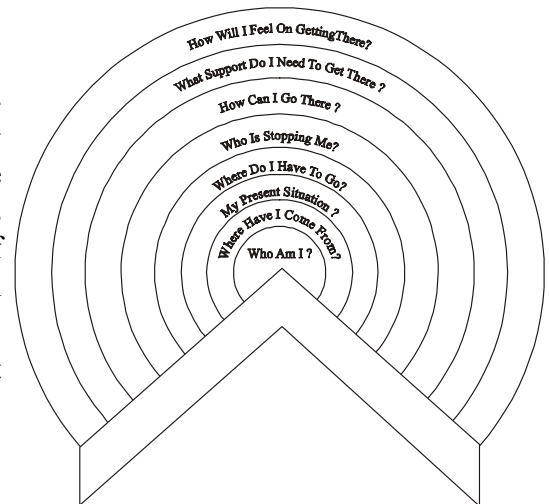 How Will I Feel On GettingThere?
What Support Do I Need To Get There ?
How Can I Go There ?
Who Is Stopping Me?
Where Do I Have To Go?
My Present Situation ?
Where Have I Come From?
Who Am I ?